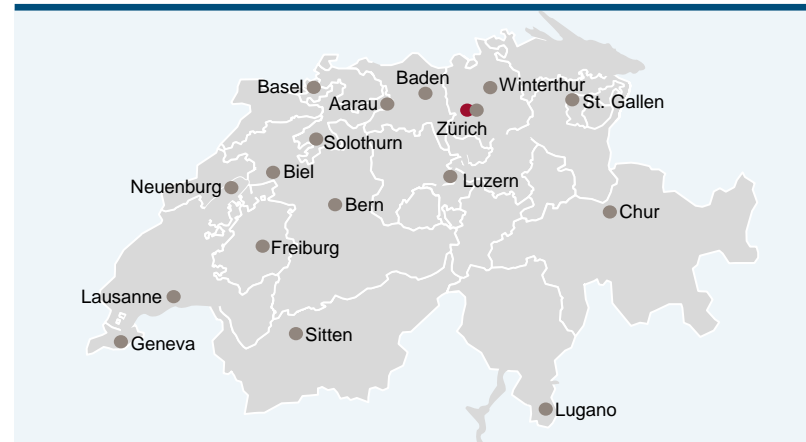 Basel
Baden
Winterthur
Aarau
St. Gallen
Zürich
Solothurn
Biel
Luzern
Neuenburg
Bern
Chur
Freiburg
Lausanne
Sitten
Geneva
Lugano